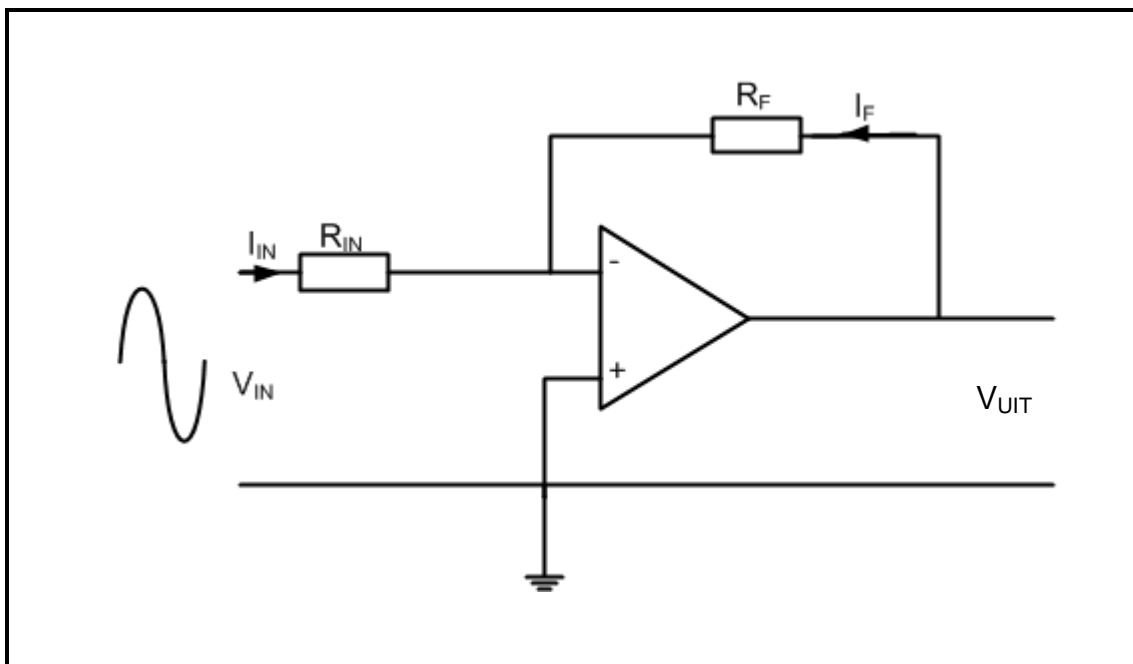 R_F
I_F
I_IN
R_IN
-
+
V_IN
V_UIT